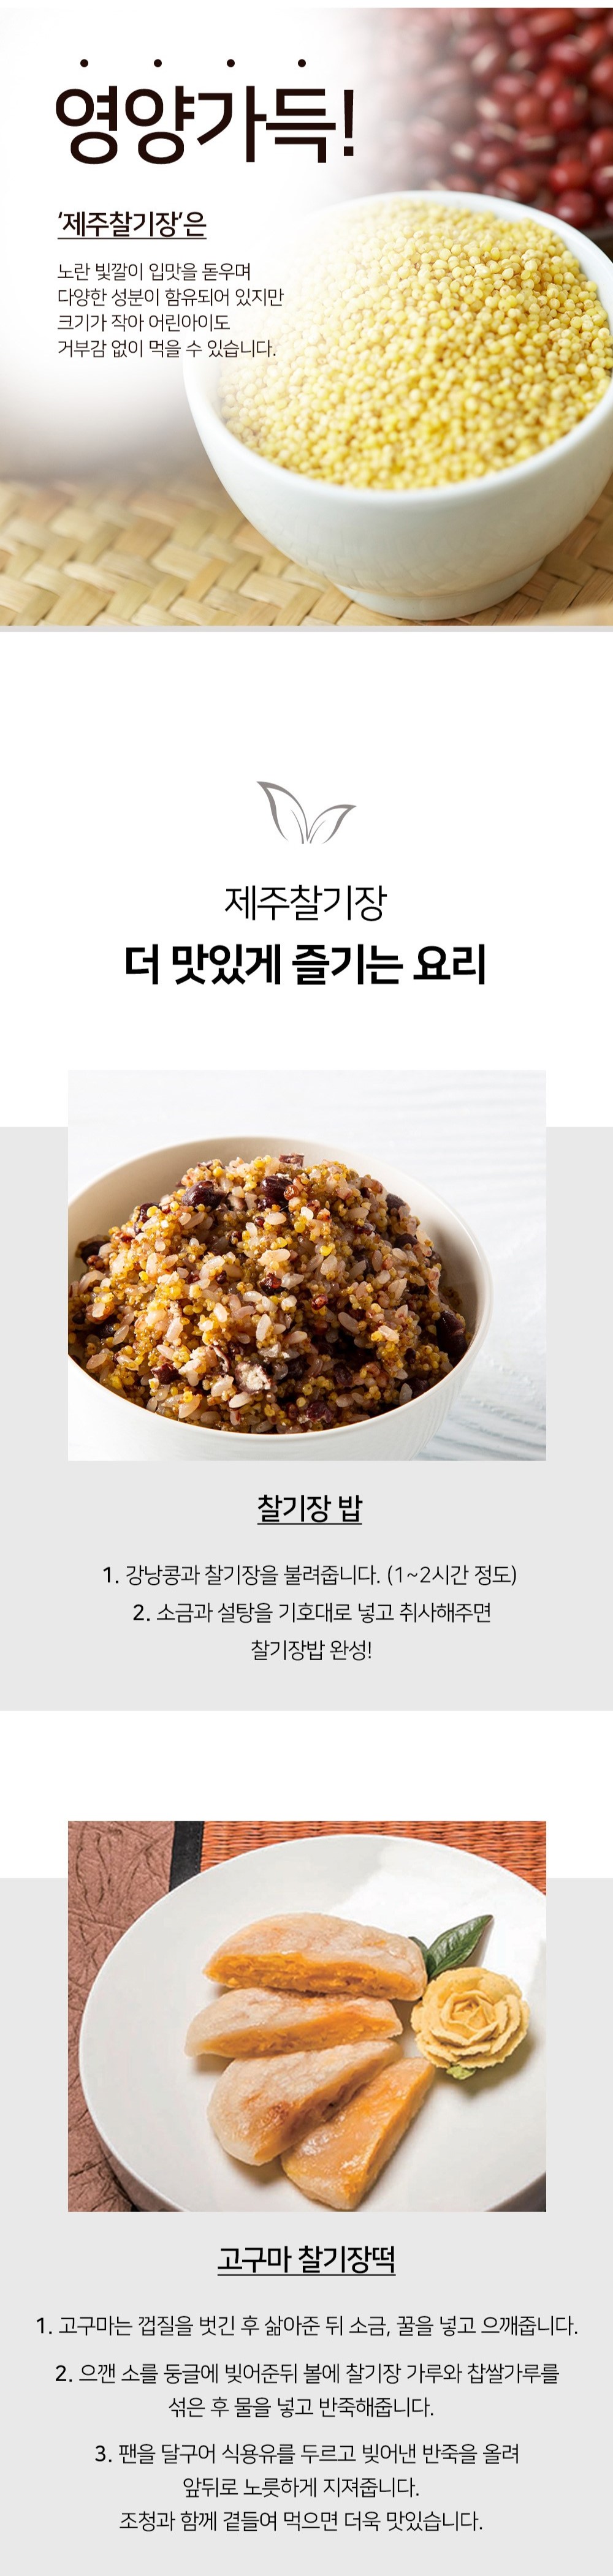 영양가득!
‘제주찰기장’은
노란 빛깔이 입맛을 돋우며
다양한 성분이 함유되어 있지만
크기가 작아 어린아이도
거부감 없이 먹을 수 있습니다.
제주찰기장
더 맛있게 즐기는 요리
찰기장 밥
1. 강낭콩과 찰기장을 불려줍니다. (1~2시간 정도)
2. 소금과 설탕을 기호대로 넣고 취사해주면
찰기장밥 완성!
고구마 찰기장떡
1. 고구마는 껍질을 벗긴 후 삶아준 뒤 소금, 꿀을 넣고 으깨줍니다.
2. 으깬 소를 둥글에 빚어준뒤 볼에 찰기장 가루와 찹쌀가루를
섞은 후 물을 넣고 반죽해줍니다.
3. 팬을 달구어 식용유를 두르고 빚어낸 반죽을 올려
앞뒤로 노릇하게 지져줍니다.
조청과 함께 곁들여 먹으면 더욱 맛있습니다.